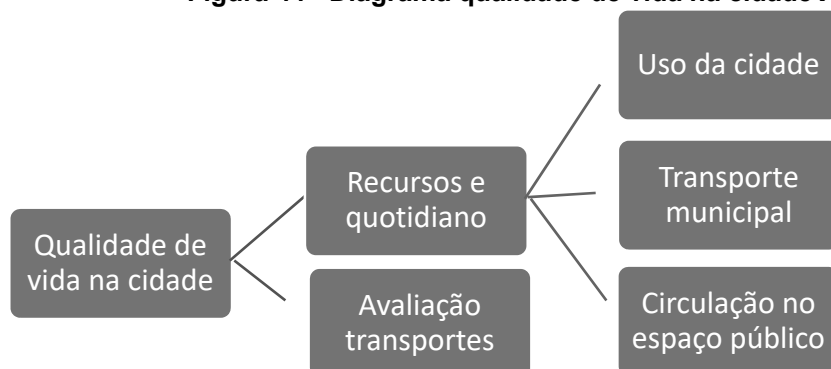 Uso da cidade
Recursos e
quotidiano
Transporte
municipal
Qualidade de
vida na cidade
Avaliação
transportes
Circulação no
espaço público